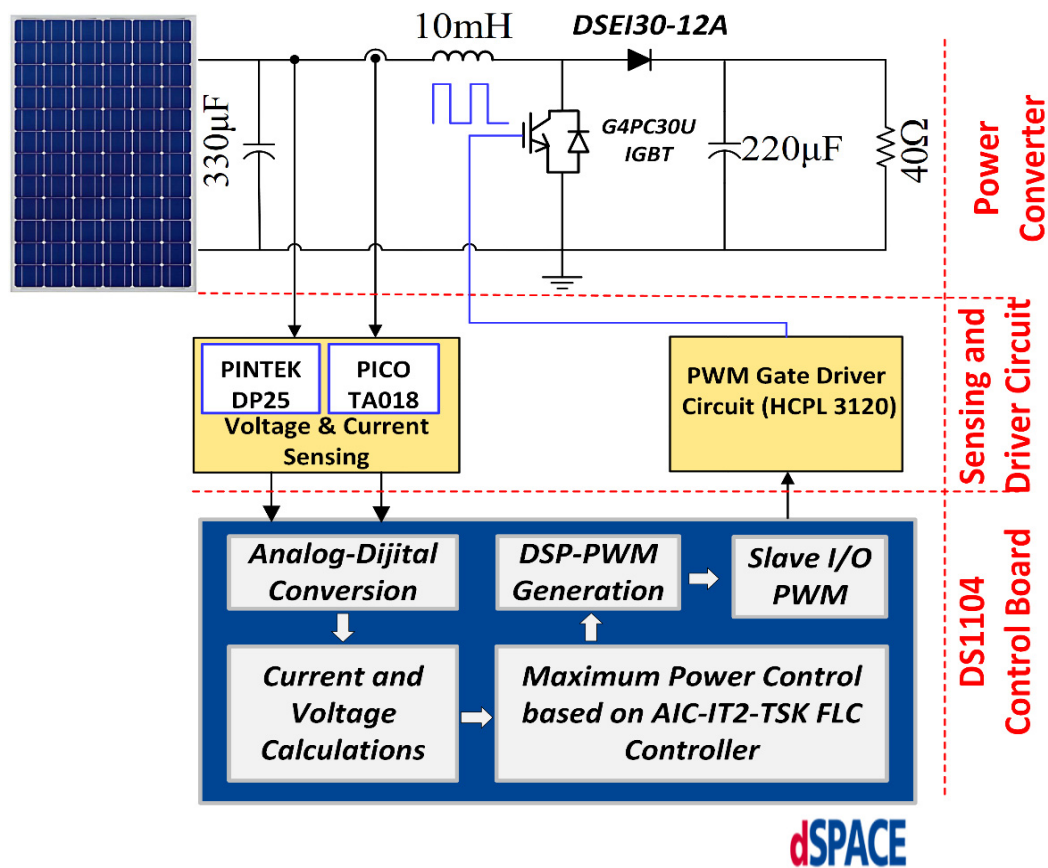 10mH
DSEI30-12A
330µF
G4PC30U
IGBT
220µF
40Ω
Power
Converter
PINTEK
DP25
PICO
TA018
Voltage & Current
Sensing
PWM Gate Driver
Circuit (HCPL 3120)
Sensing and
Driver Circuit
Analog-Dijital
Conversion
DSP-PWM
Generation
Slave I/O
PWM
Current and
Voltage
Calculations
Maximum Power Control
based on AIC-IT2-TSK FLC
Controller
DS1104
Control Board
dSPACE